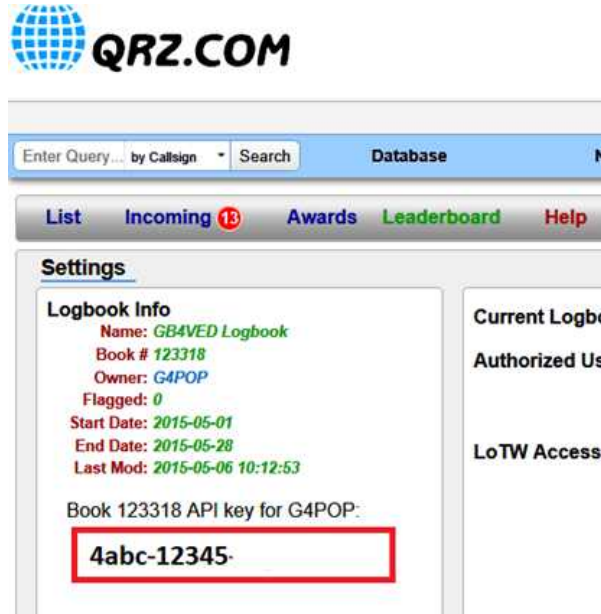 QRZ.COM
Enter Query... by Callsign Search Database
List Incoming 13 Awards Leaderboard Help
Settings
Logbook Info
Name: GB4VED Logbook
Book # 123318
Owner: G4POP
Flagged: 0
Start Date: 2015-05-01
End Date: 2015-05-28
Last Mod: 2015-05-06 10:12:53
Book 123318 API key for G4POP:
4abc-12345-
Current Logbo
Authorized Us
LoTW Access